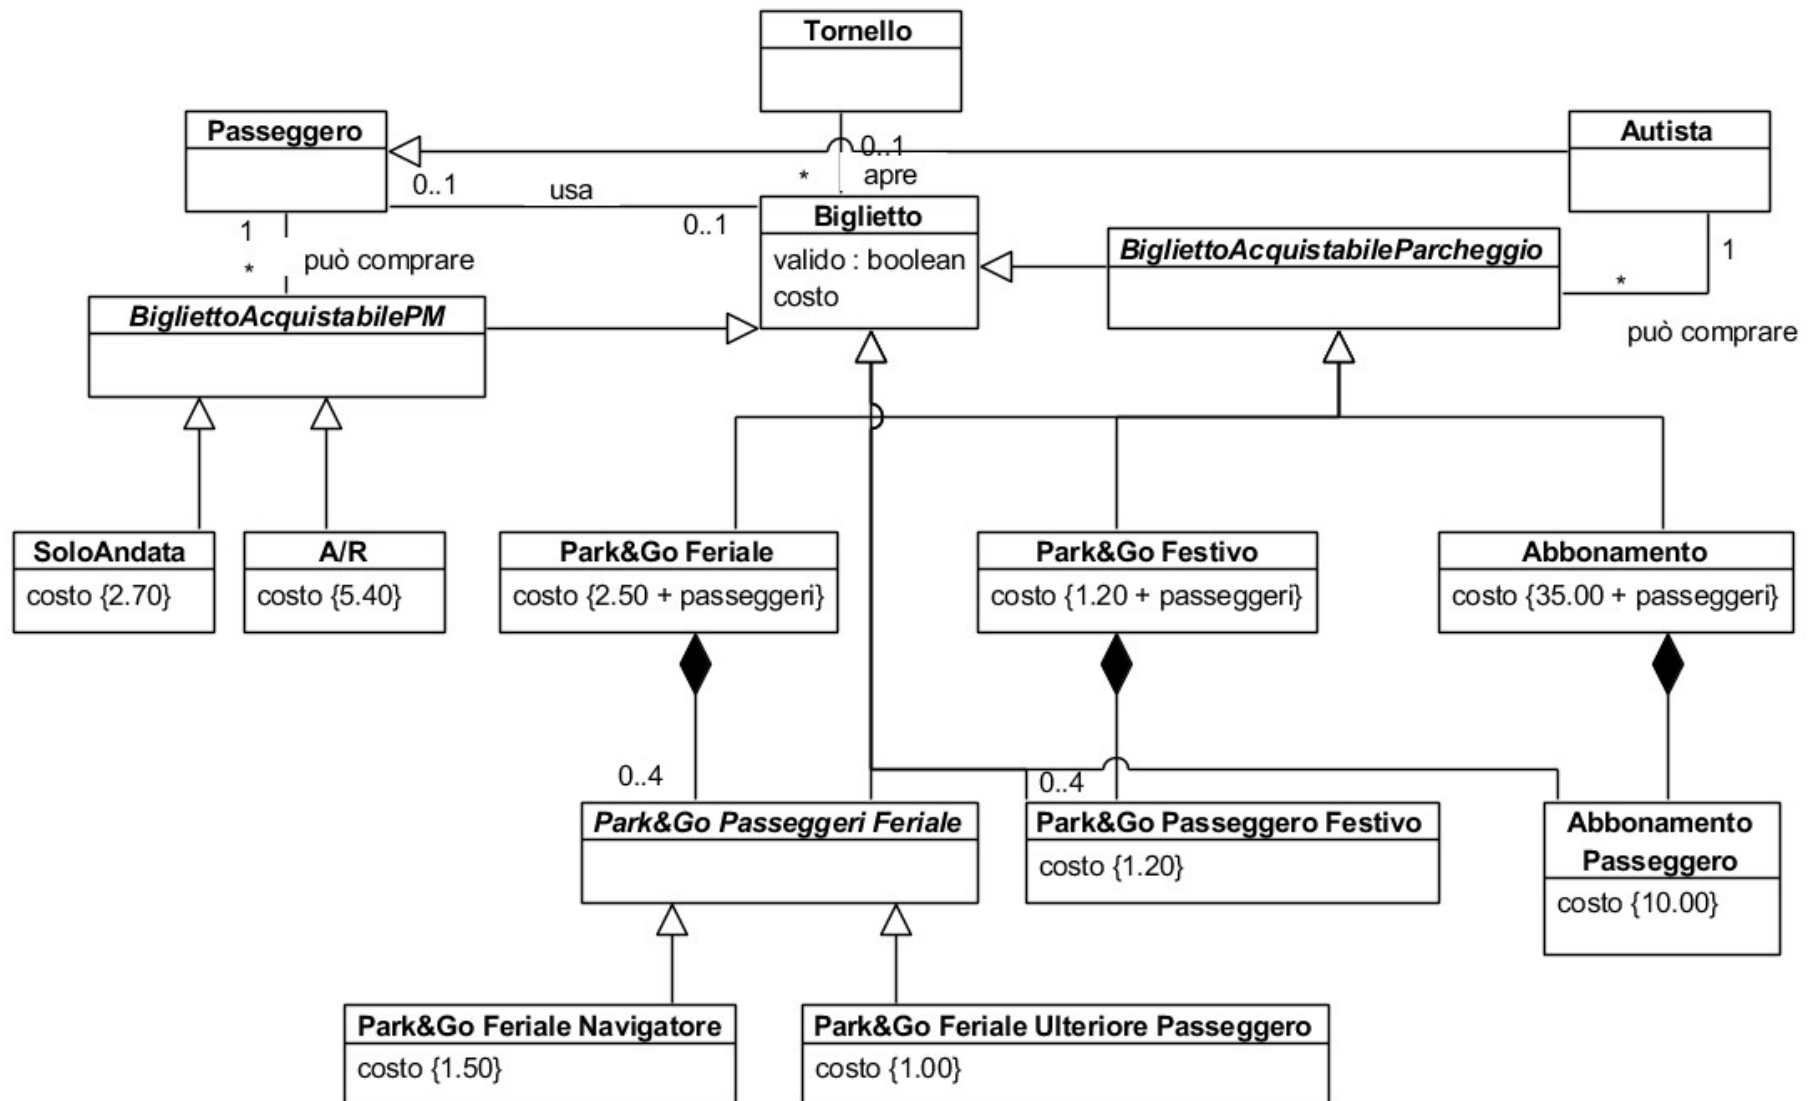 Tornello
Passeggero
Autista
0..1
0..1
usa
*
apre
0..1
Biglietto
valido : boolean
costo
1
*
può comprare
BigliettoAcquistabileParcheggio
1
*
può comprare
BigliettoAcquistabilePM
SoloAndata
costo {2.70}
A/R
costo {5.40}
Park&Go Feriale
costo {2.50 + passeggeri}
Park&Go Festivo
costo {1.20 + passeggeri}
Abbonamento
costo {35.00 + passeggeri}
0..4
0..4
Park&Go Passeggeri Feriale
Park&Go Passeggero Festivo
costo {1.20}
Abbonamento
Passeggero
costo {10.00}
Park&Go Feriale Navigatore
costo {1.50}
Park&Go Feriale Ulteriore Passeggero
costo {1.00}